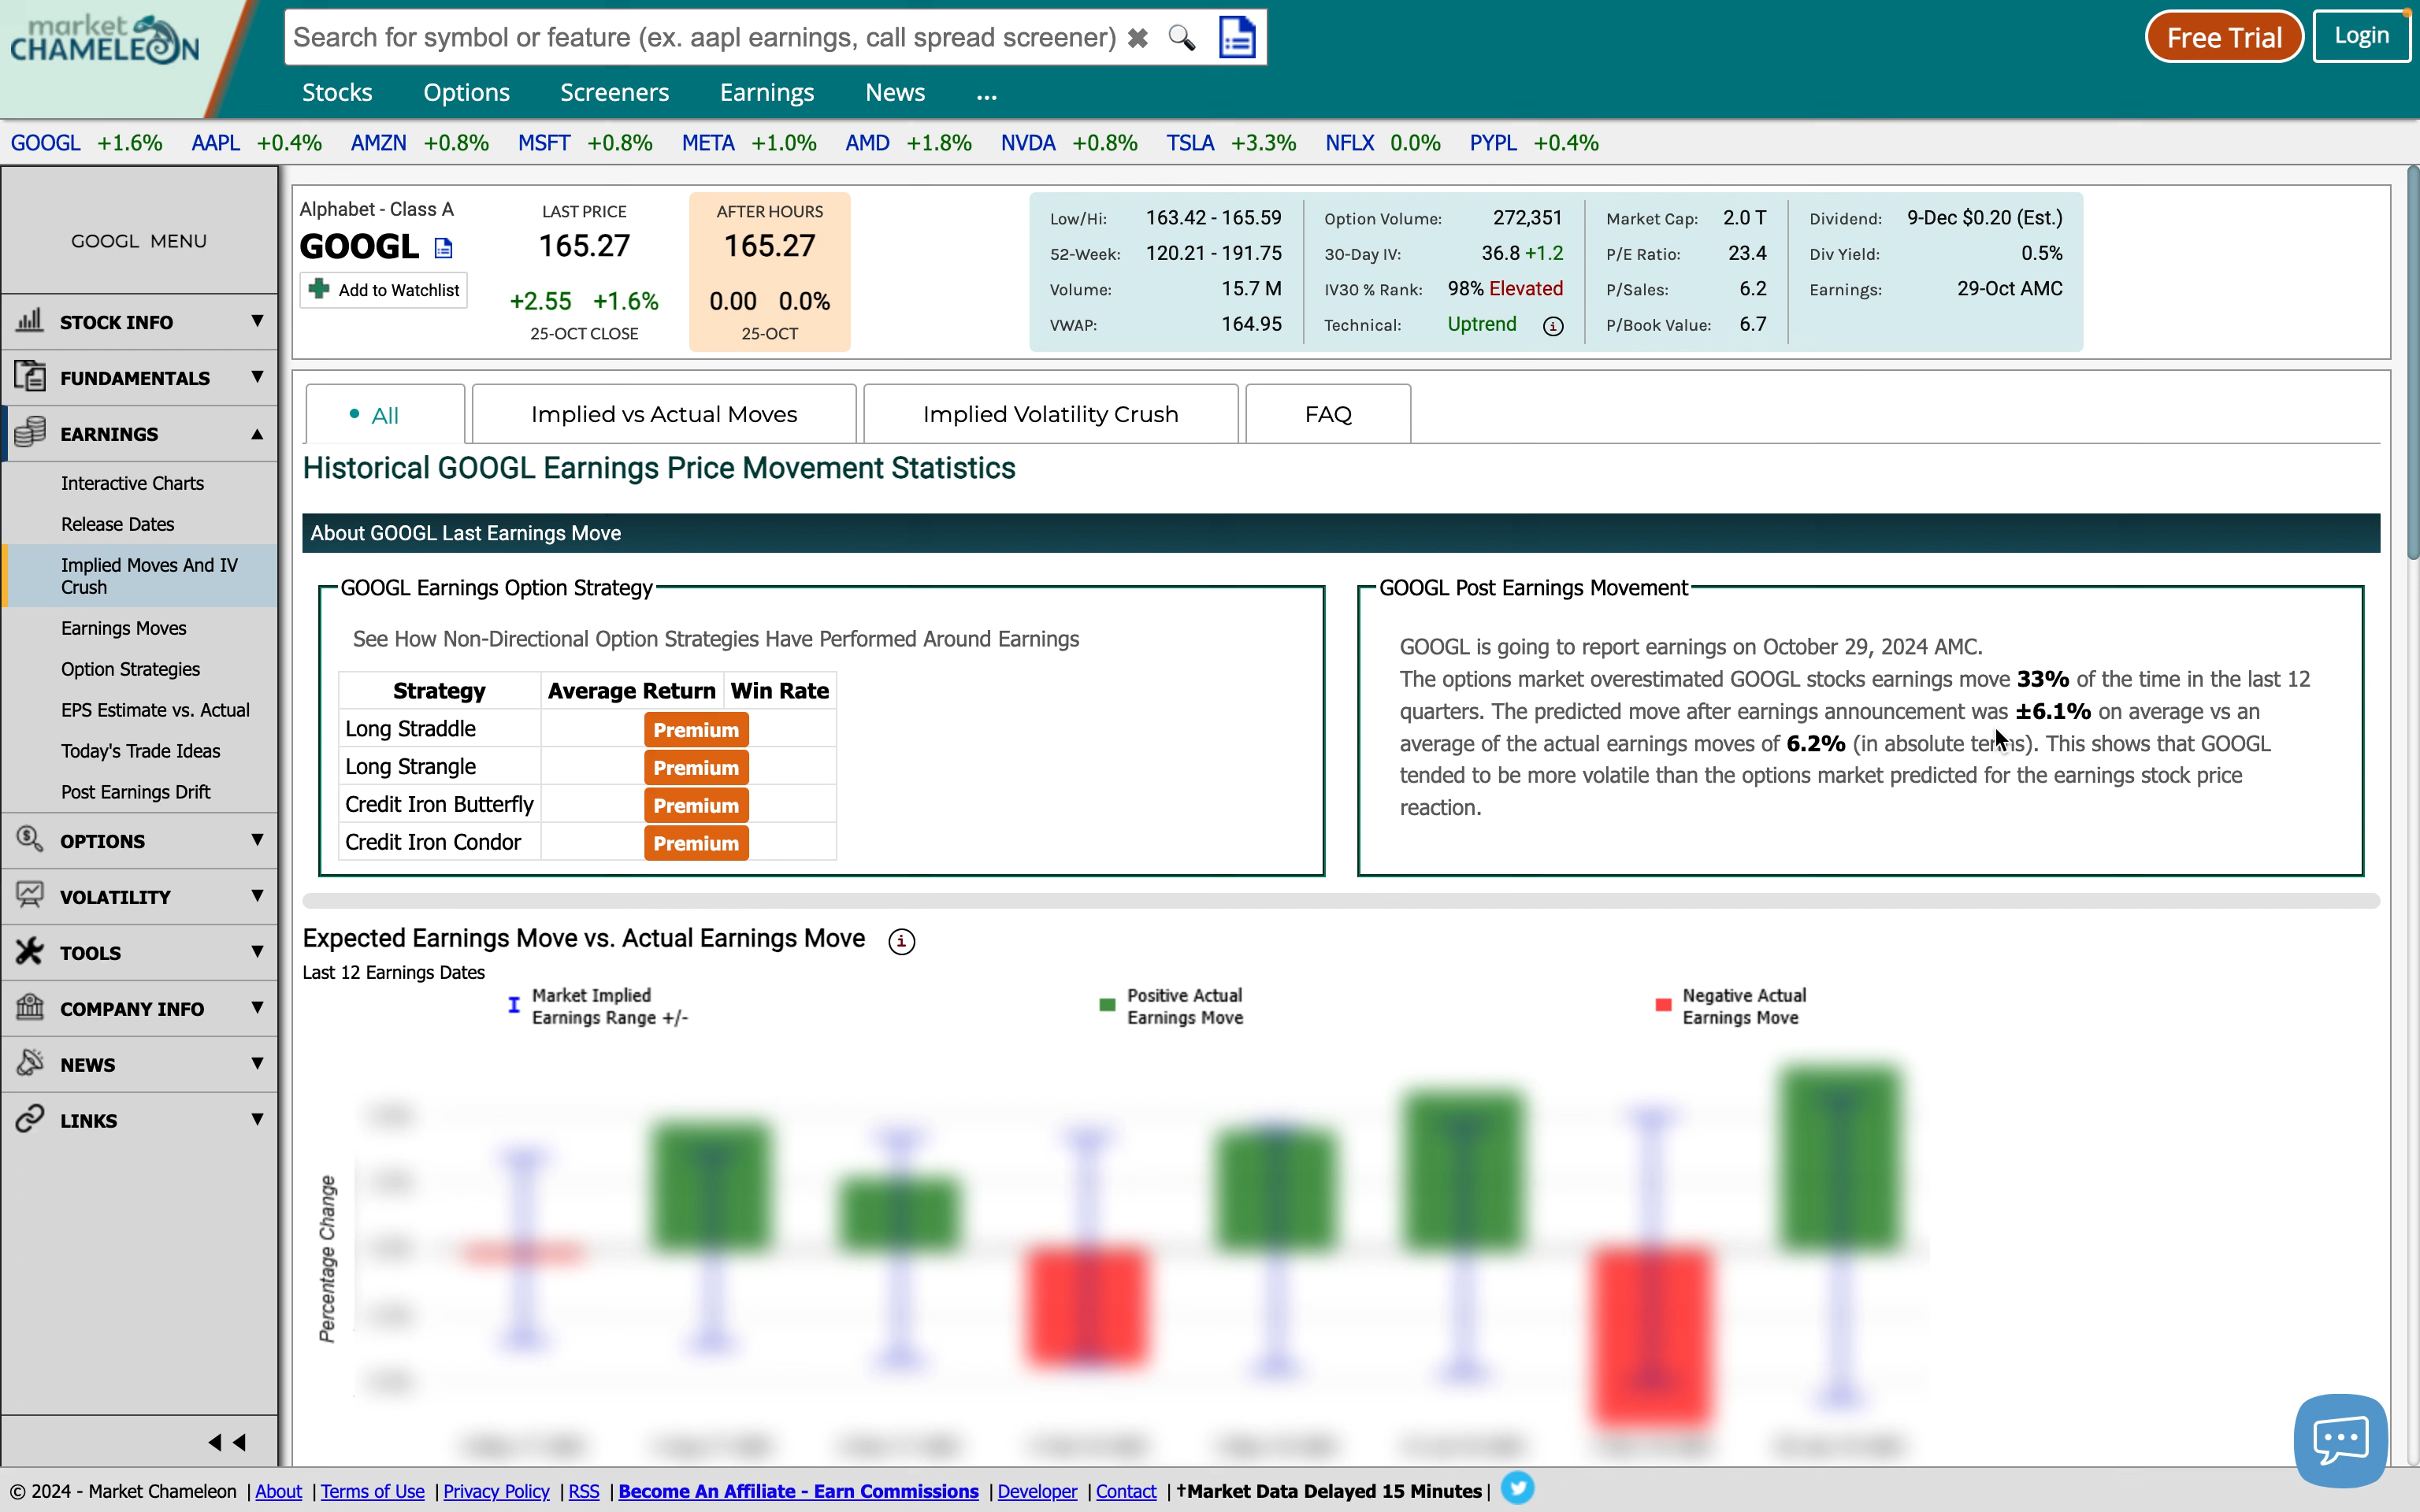 market
CHAMELEON
Search for symbol or feature (ex. aapl earnings, call spread screener)
Free Trial
Login
Stocks Options Screeners Earnings News ...
GOOGL +1.6% AAPL +0.4% AMZN +0.8% MSFT +0.8% META +1.0% AMD +1.8% NVDA +0.8% TSLA +3.3% NFLX 0.0% PYPL +0.4%
GOOGL MENU
STOCK INFO
FUNDAMENTALS
EARNINGS
Interactive Charts
Release Dates
Implied Moves And IV
Crush
Earnings Moves
Option Strategies
EPS Estimate vs. Actual
Today's Trade Ideas
Post Earnings Drift
OPTIONS
VOLATILITY
TOOLS
COMPANY INFO
NEWS
LINKS
Alphabet - Class A
GOOGL
Add to Watchlist
LAST PRICE
165.27
+2.55 +1.6%
25-OCT CLOSE
AFTER HOURS
165.27
0.00 0.0%
25-OCT
Low/Hi: 163.42 - 165.59
52-Week: 120.21 - 191.75
Volume: 15.7 M
VWAP: 164.95
Option Volume: 272,351
30-Day IV: 36.8 +1.2
IV30 % Rank: 98% Elevated
Technical: Uptrend
Market Cap: 2.0 T
P/E Ratio: 23.4
P/Sales: 6.2
P/Book Value: 6.7
Dividend: 9-Dec $0.20 (Est.)
Div Yield: 0.5%
Earnings: 29-Oct AMC
• All Implied vs Actual Moves Implied Volatility Crush FAQ
Historical GOOGL Earnings Price Movement Statistics
About GOOGL Last Earnings Move
GOOGL Earnings Option Strategy
See How Non-Directional Option Strategies Have Performed Around Earnings
Strategy Average Return Win Rate
Long Straddle Premium
Long Strangle Premium
Credit Iron Butterfly Premium
Credit Iron Condor Premium
GOOGL Post Earnings Movement
GOOGL is going to report earnings on October 29, 2024 AMC.
The options market overestimated GOOGL stocks earnings move 33% of the time in the last 12
quarters. The predicted move after earnings announcement was ±6.1% on average vs an
average of the actual earnings moves of 6.2% (in absolute terms). This shows that GOOGL
tended to be more volatile than the options market predicted for the earnings stock price
reaction.
Expected Earnings Move vs. Actual Earnings Move
Last 12 Earnings Dates
Market Implied
Earnings Range +/-
Positive Actual
Earnings Move
Negative Actual
Earnings Move
Percentage Change
© 2024 - Market Chameleon | About | Terms of Use | Privacy Policy | RSS | Become An Affiliate - Earn Commissions | Developer | Contact | †Market Data Delayed 15 Minutes |